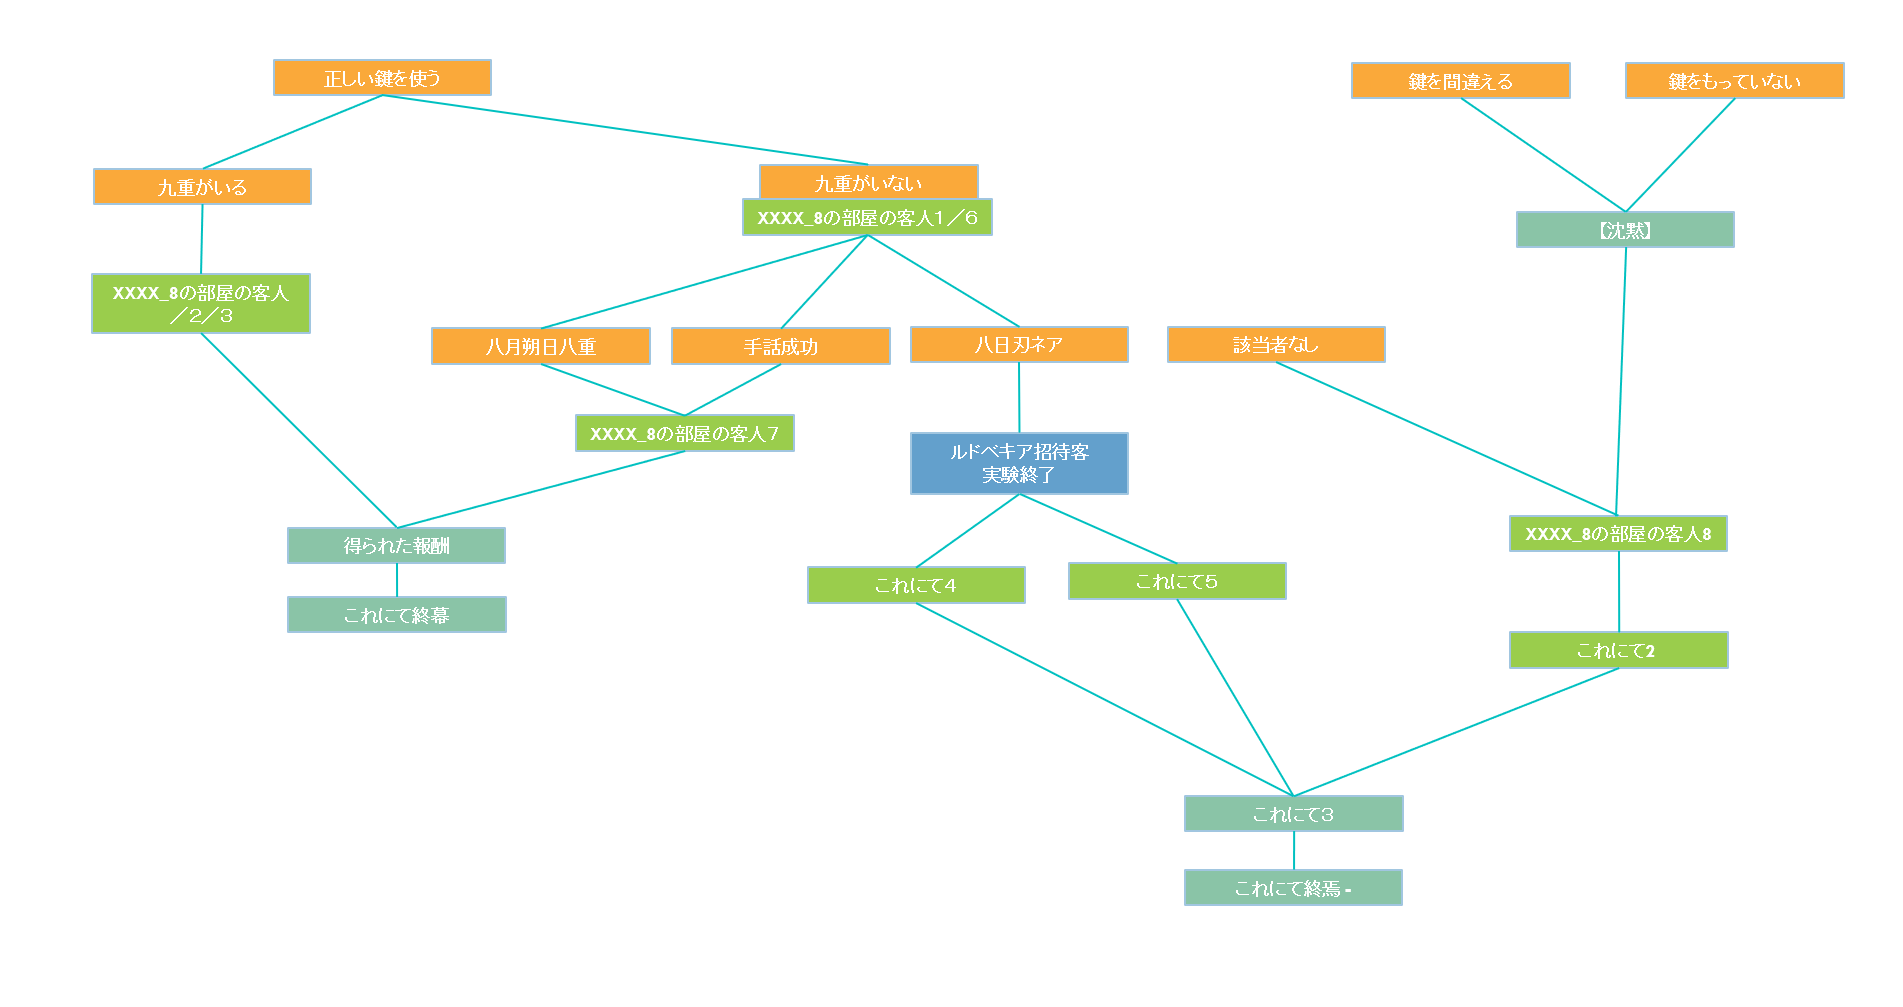 正しい鍵を使う
鍵を間違える
鍵をもっていない
九重がいる
九重がいない
XXXX_8の部屋の客人１／６
【沈黙】
XXXX_8の部屋の客人
／２／３
八月朔日八重
手話成功
八日刃ネア
該当者なし
XXXX_8の部屋の客人７
ルドベキア招待客
実験終了
XXXX_8の部屋の客人8
得られた報酬
これにて４
これにて５
これにて終幕
これにて2
これにて３
これにて終焉 -